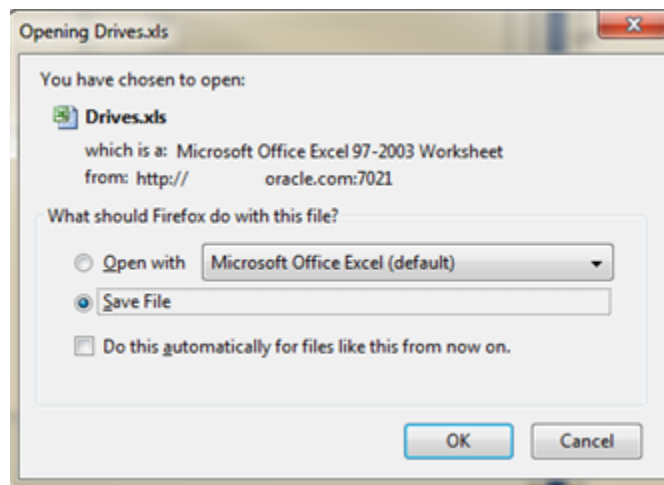 Opening Drives.xls
You have chosen to open:
Drives.xls
which is a: Microsoft Office Excel 97-2003 Worksheet
from: http:// oracle.com:7021
What should Firefox do with this file?
Open with Microsoft Office Excel (default)
Save File
Do this automatically for files like this from now on.
OK Cancel